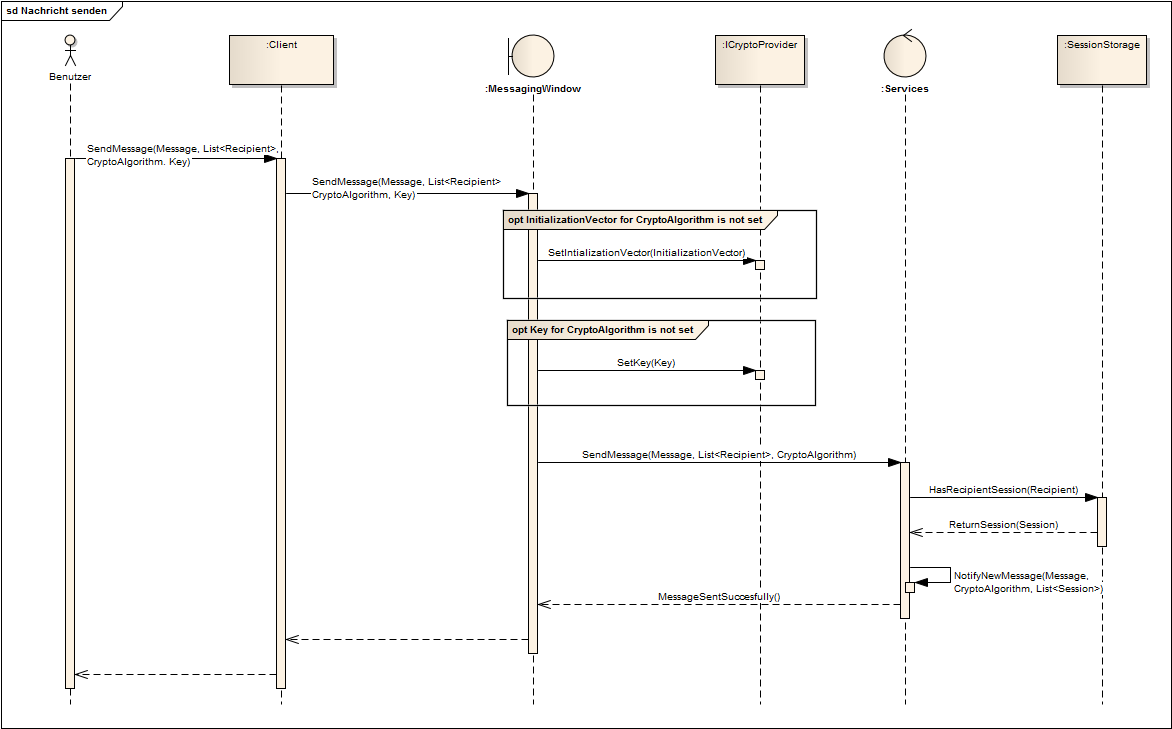 sd Nachricht senden
Benutzer
:Client
:MessagingWindow
:ICryptoProvider
:Services
:SessionStorage
SendMessage(Message, List<Recipient>,
CryptoAlgorithm. Key)
SendMessage(Message, List<Recipient>
CryptoAlgorithm, Key)
opt InitializationVector for CryptoAlgorithm is not set
SetIntializationVector(InitializationVector)
opt Key for CryptoAlgorithm is not set
SetKey(Key)
SendMessage(Message, List<Recipient>, CryptoAlgorithm)
HasRecipientSession(Recipient)
ReturnSession(Session)
NotifyNewMessage(Message,
CryptoAlgorithm, List<Session>)
MessageSentSuccesfully()